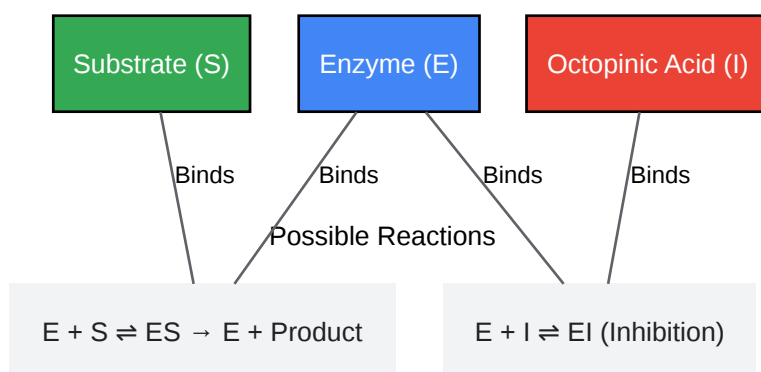 Substrate (S)
Enzyme (E)
Octopinic Acid (I)
Binds
Binds
Binds
Binds
Possible Reactions
E + S ⇌ ES → E + Product
E + I ⇌ EI (Inhibition)